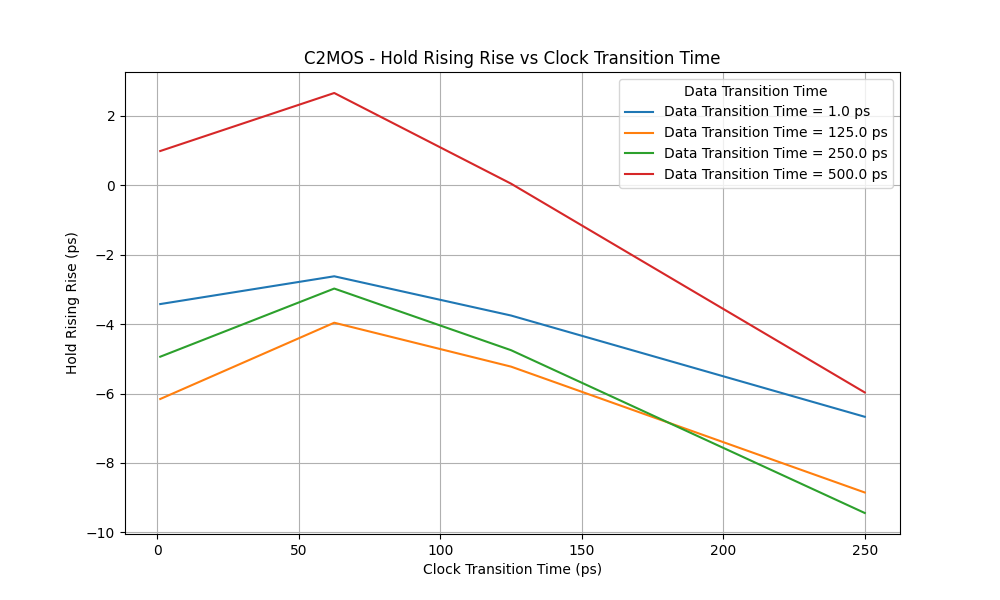 C2MOS - Hold Rising Rise vs Clock Transition Time
Data Transition Time
Data Transition Time = 1.0 ps
Data Transition Time = 125.0 ps
Data Transition Time = 250.0 ps
Data Transition Time = 500.0 ps
Hold Rising Rise (ps)
2
0
−2
−4
−6
−8
−10
0 50 100 150 200 250
Clock Transition Time (ps)